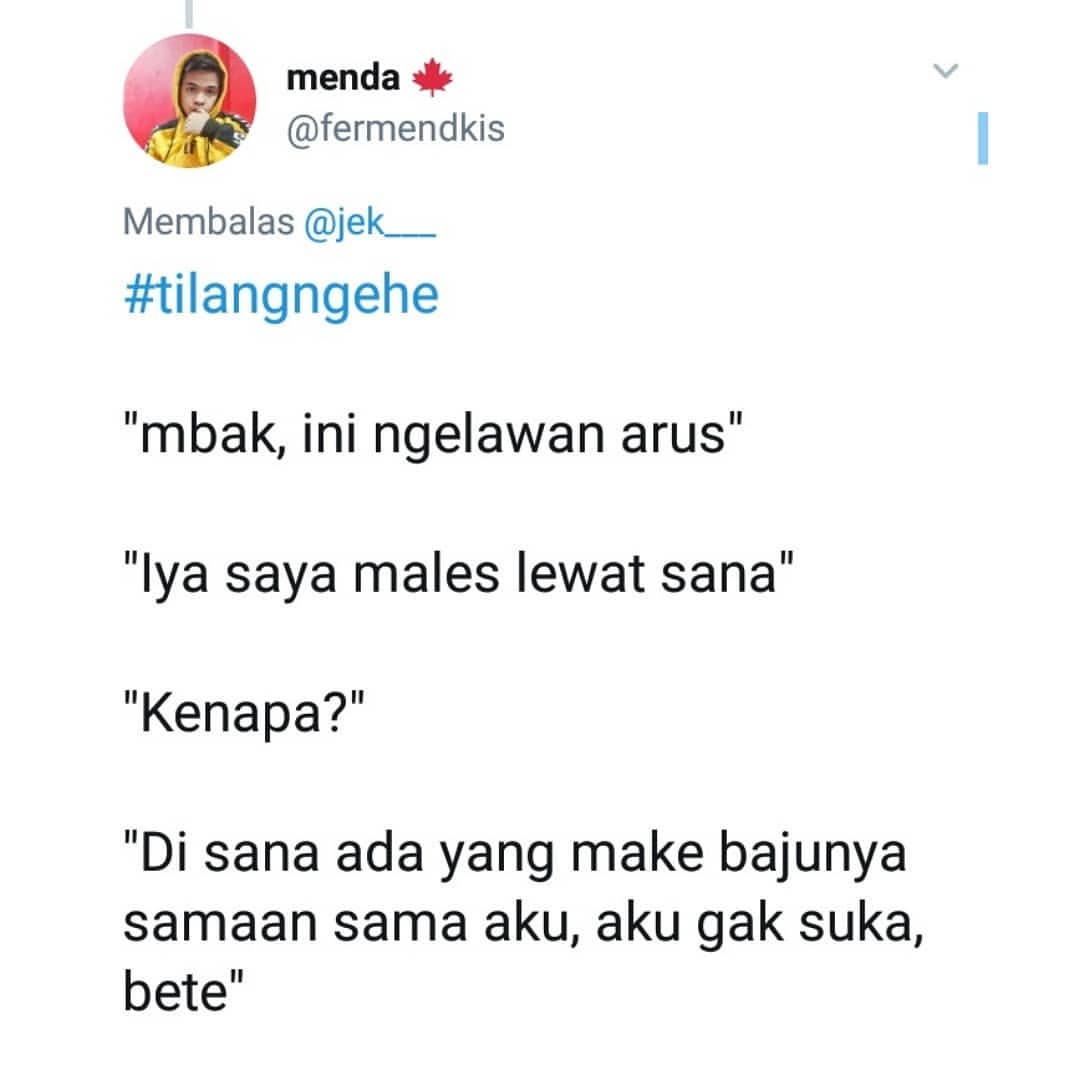 menda 🍁
@fermendkis
Membalas @jek___
#tilangngehe
"mbak, ini ngelawan arus"
"Iya saya males lewat sana"
"Kenapa?"
"Di sana ada yang make bajunya
samaan sama aku, aku gak suka,
bete"